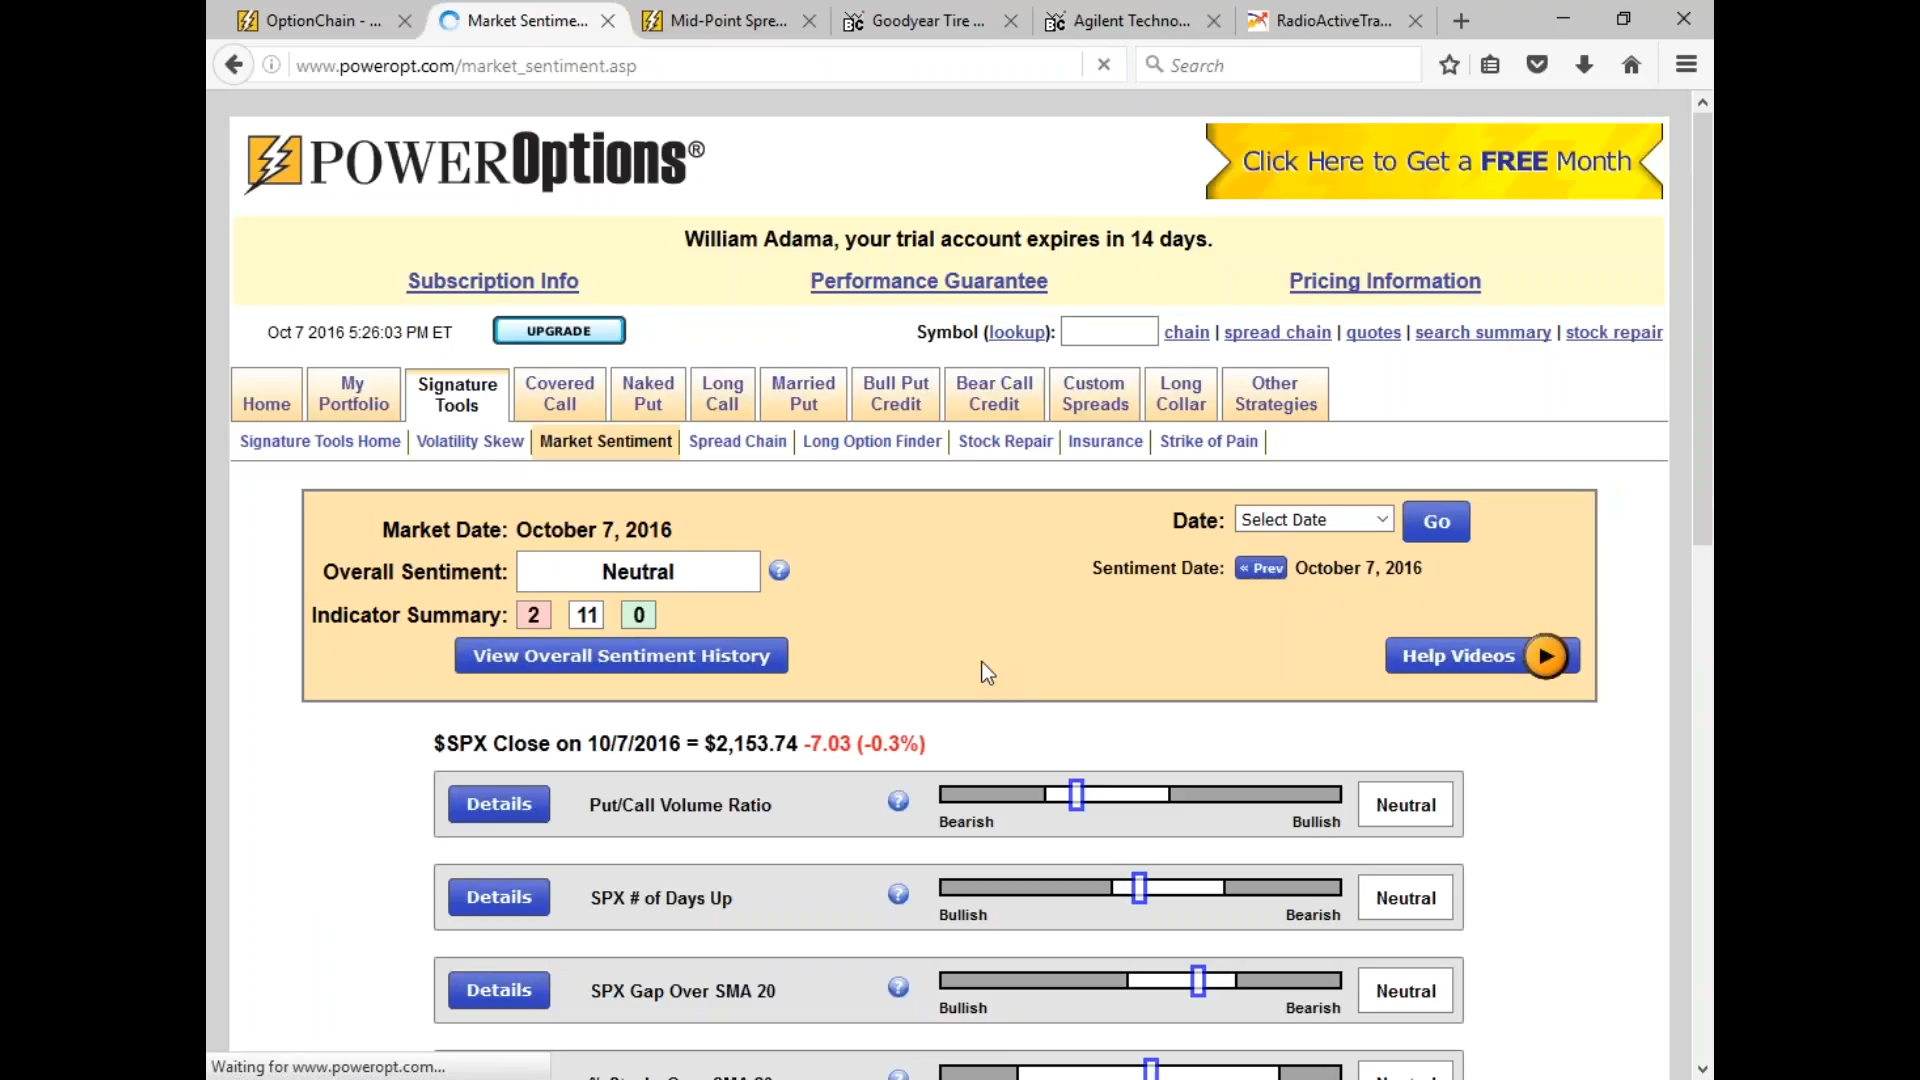 OptionChain - ...
Market Sentime...
Mid-Point Spre...
Goodyear Tire ...
Agilent Techno...
RadioActiveTra...
www.poweropt.com/market_sentiment.asp
Search
POWEROptions®
Click Here to Get a FREE Month
William Adama, your trial account expires in 14 days.
Subscription Info
Performance Guarantee
Pricing Information
Oct 7 2016 5:26:03 PM ET
UPGRADE
Symbol (lookup):
chain | spread chain | quotes | search summary | stock repair
Home
My Portfolio
Signature Tools
Covered Call
Naked Put
Long Call
Married Put
Bull Put Credit
Bear Call Credit
Custom Spreads
Long Collar
Other Strategies
Signature Tools Home | Volatility Skew | Market Sentiment | Spread Chain | Long Option Finder | Stock Repair | Insurance | Strike of Pain |
Market Date: October 7, 2016
Date: Select Date Go
Overall Sentiment: Neutral ?
Sentiment Date: « Prev October 7, 2016
Indicator Summary: 2 11 0
View Overall Sentiment History
Help Videos
$SPX Close on 10/7/2016 = $2,153.74 -7.03 (-0.3%)
Details Put/Call Volume Ratio ? Neutral
Bearish Bullish
Details SPX # of Days Up ? Neutral
Bullish Bearish
Details SPX Gap Over SMA 20 ? Neutral
Bullish Bearish
Waiting for www.poweropt.com...